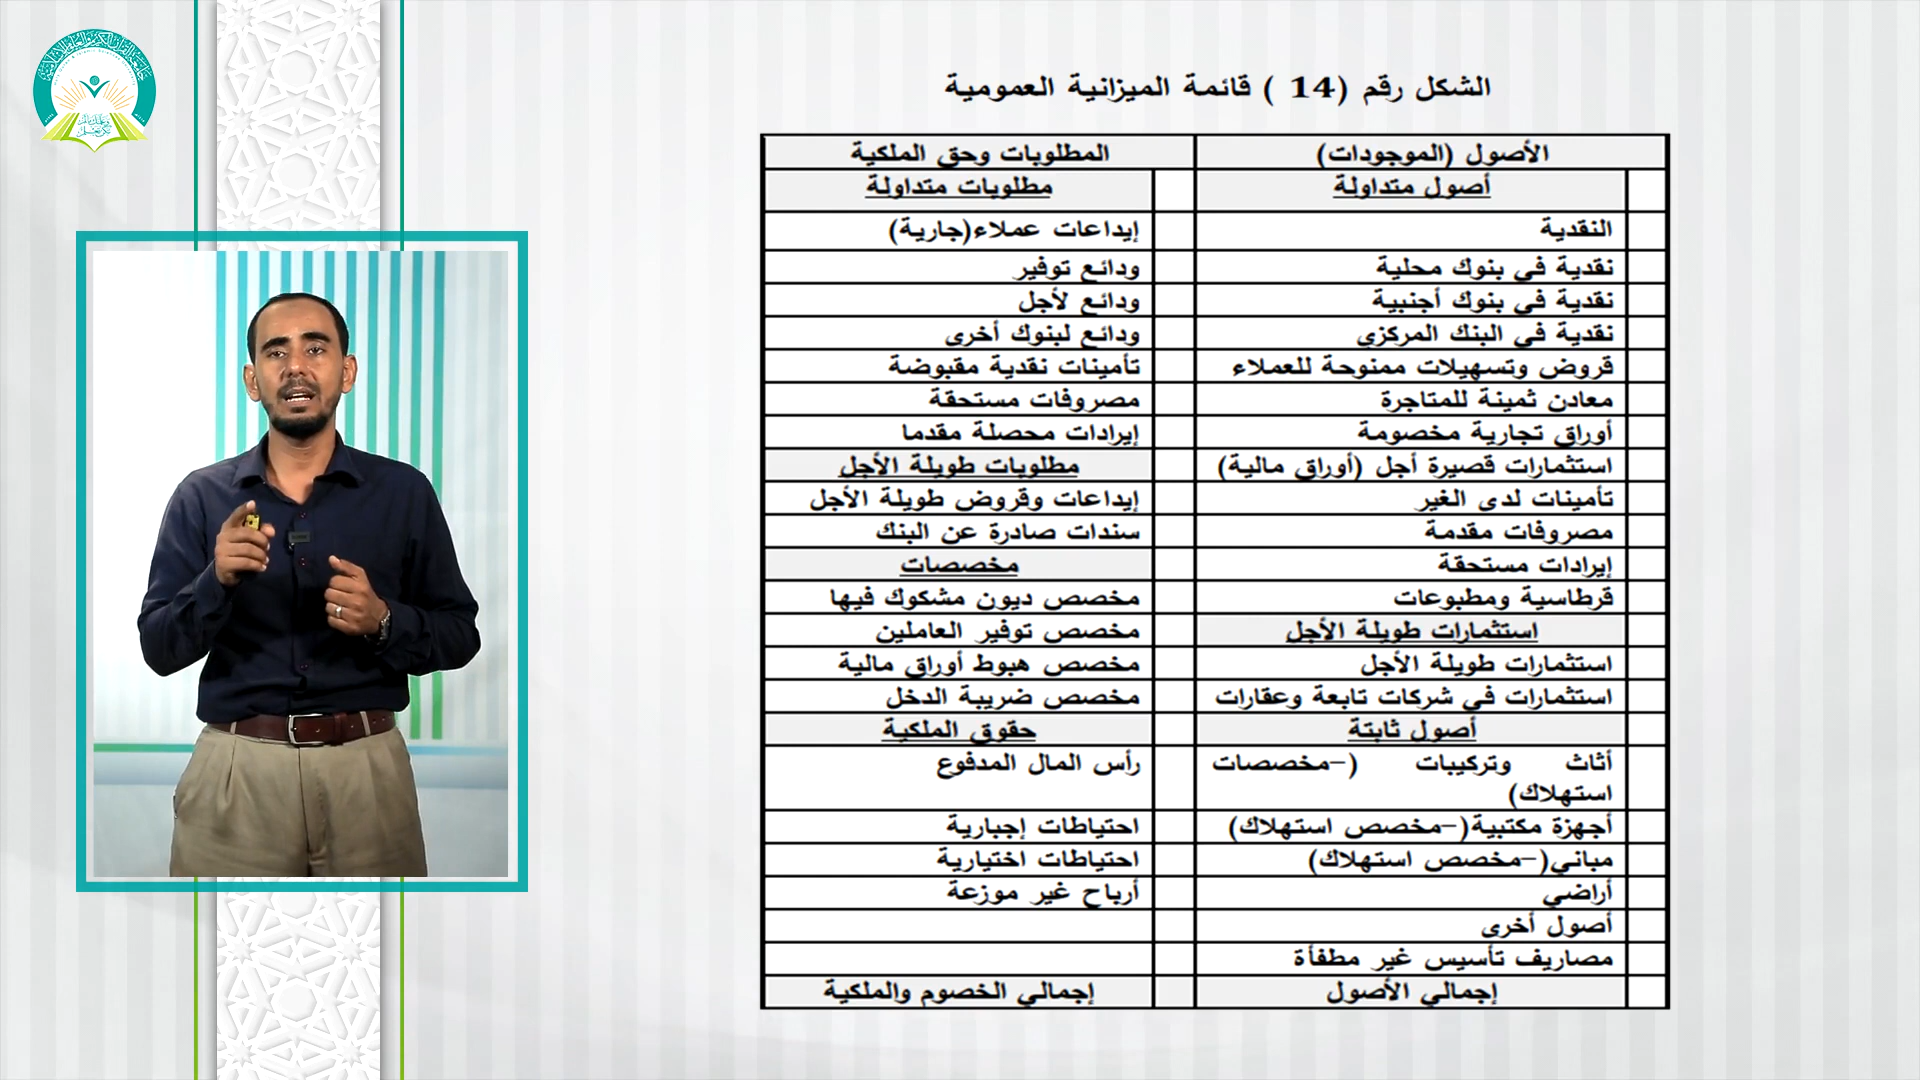 الشكل رقم (14 ) قائمة الميزانية العمومية
الأصول (الموجودات) المطلوبات وحق الملكية
أصول متداولة مطلوبات متداولة
النقدية إيداعات عملاء(جارية)
نقدية في بنوك محلية ودائع توفير
نقدية في بنوك أجنبية ودائع لأجل
نقدية في البنك المركزي ودائع لبنوك أخرى
قروض وتسهيلات ممنوحة للعملاء تأمينات نقدية مقبوضة
معادن ثمينة للمتاجرة مصروفات مستحقة
أوراق تجارية مخصومة إيرادات محصلة مقدما
استثمارات قصيرة أجل (أوراق مالية) مطلوبات طويلة الأجل
تأمينات لدى الغير إيداعات وقروض طويلة الأجل
مصروفات مقدمة سندات صادرة عن البنك
إيرادات مستحقة مخصصات
قرطاسية ومطبوعات مخصص ديون مشكوك فيها
استثمارات طويلة الأجل مخصص توفير العاملين
استثمارات طويلة الأجل مخصص هبوط أوراق مالية
استثمارات في شركات تابعة وعقارات مخصص ضريبة الدخل
أصول ثابتة حقوق الملكية
أثاث وتركيبات (-مخصصات رأس المال المدفوع
استهلاك)
أجهزة مكتبية(-مخصص استهلاك) احتياطات إجبارية
مباني(-مخصص استهلاك) احتياطات اختيارية
أراضي أرباح غير موزعة
أصول أخرى
مصاريف تأسيس غير مطفأة
إجمالي الأصول إجمالي الخصوم والملكية